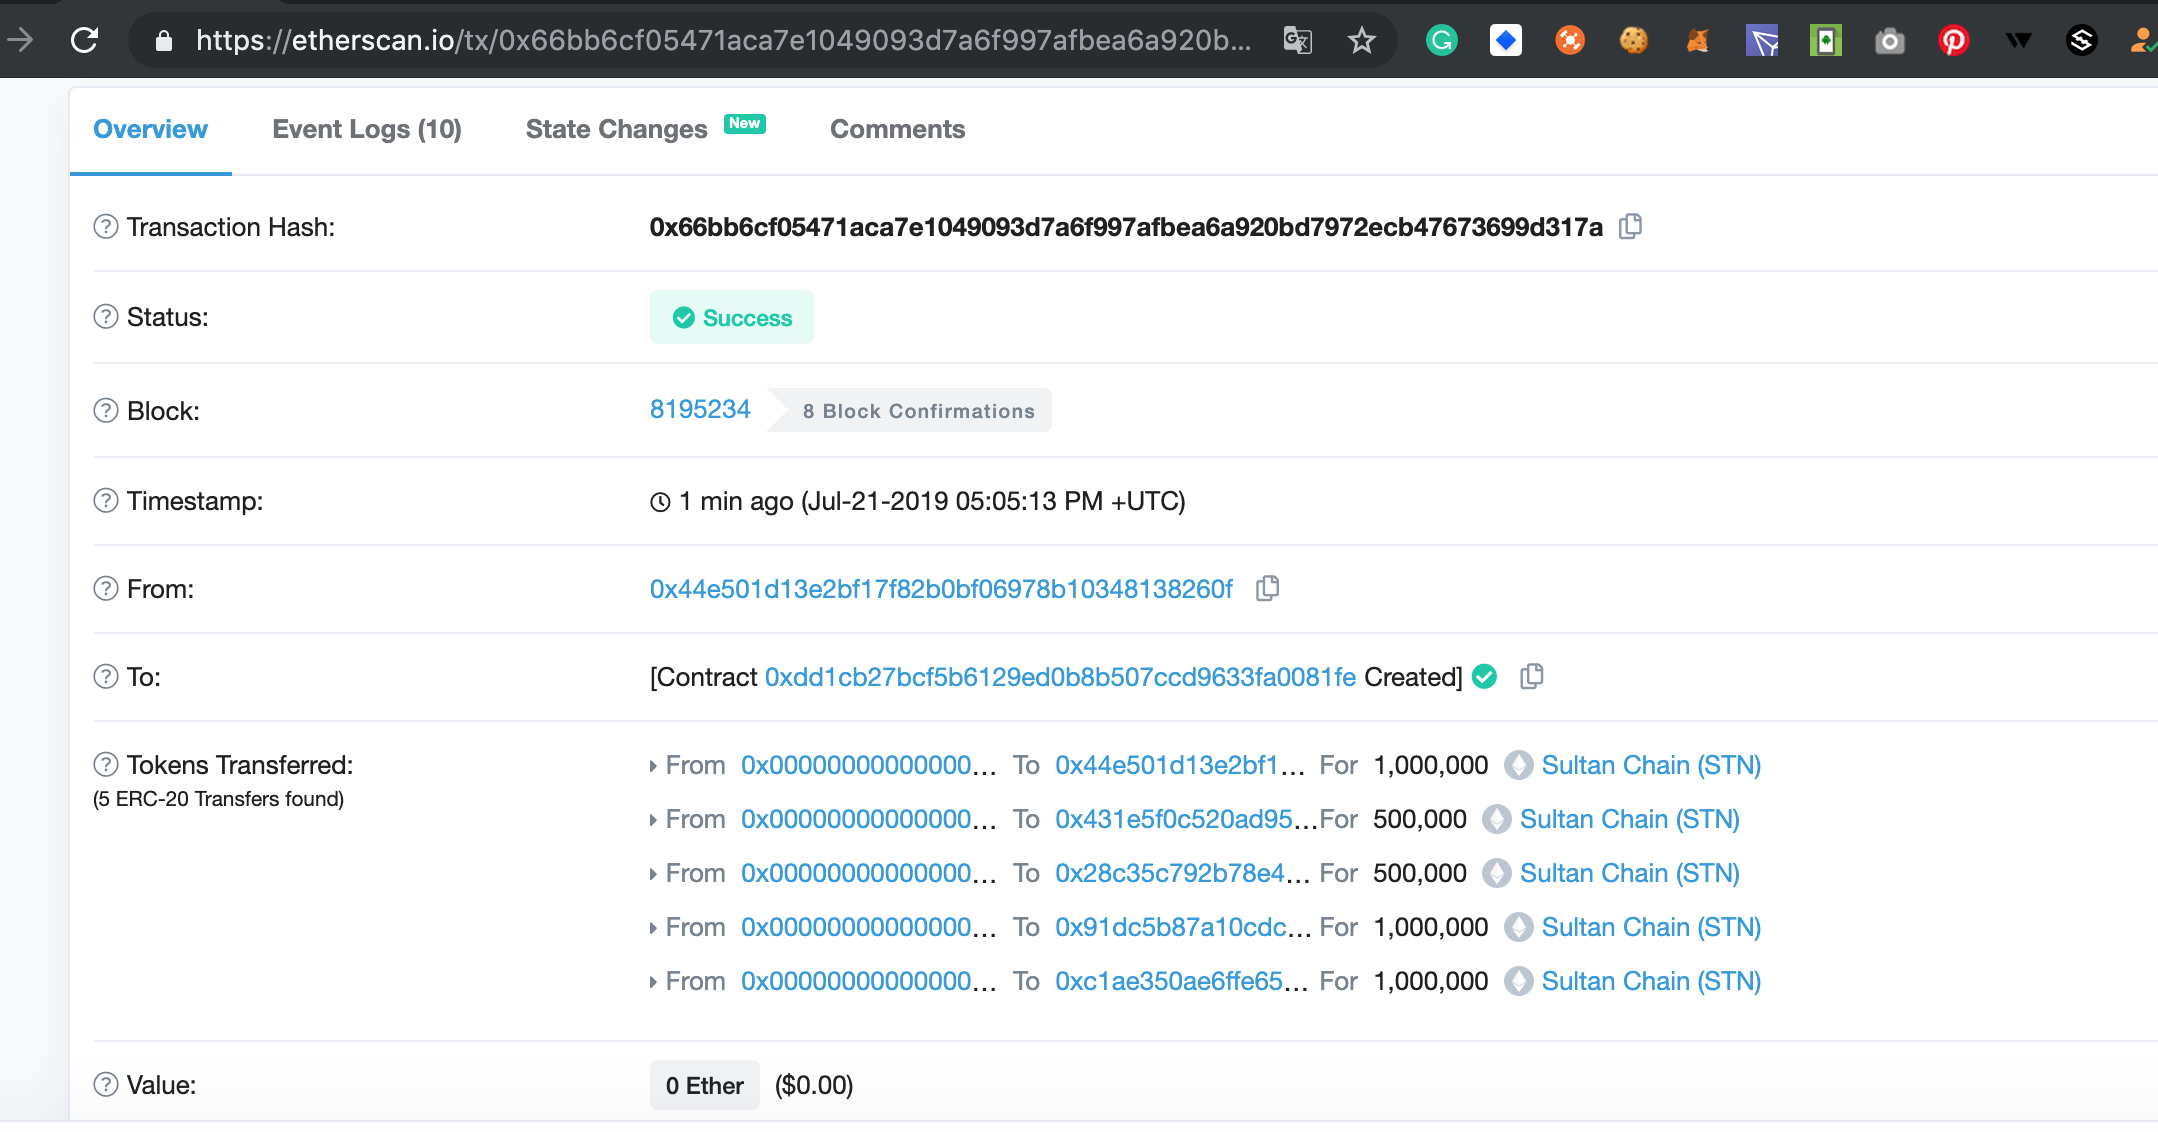 https://etherscan.io/tx/0x66bb6cf05471aca7e1049093d7a6f997afbea6a920b...
Overview Event Logs (10) State Changes New Comments
Transaction Hash: 0x66bb6cf05471aca7e1049093d7a6f997afbea6a920bd7972ecb47673699d317a
Status: Success
Block: 8195234 8 Block Confirmations
Timestamp: 1 min ago (Jul-21-2019 05:05:13 PM +UTC)
From: 0x44e501d13e2bf17f82b0bf06978b10348138260f
To: [Contract 0xdd1cb27bcf5b6129ed0b8b507ccd9633fa0081fe Created]
Tokens Transferred: From 0x00000000000000... To 0x44e501d13e2bf1... For 1,000,000 Sultan Chain (STN)
(5 ERC-20 Transfers found)
From 0x00000000000000... To 0x431e5f0c520ad95... For 500,000 Sultan Chain (STN)
From 0x00000000000000... To 0x28c35c792b78e4... For 500,000 Sultan Chain (STN)
From 0x00000000000000... To 0x91dc5b87a10cdc... For 1,000,000 Sultan Chain (STN)
From 0x00000000000000... To 0xc1ae350ae6ffe65... For 1,000,000 Sultan Chain (STN)
Value: 0 Ether ($0.00)